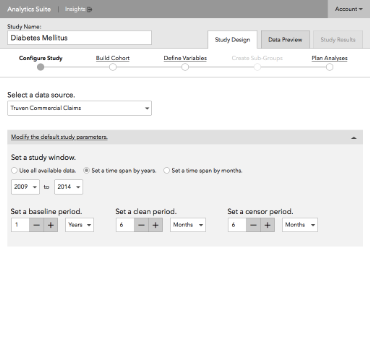 Analytics Suite | Insights Account
Study Name:
Diabetes Mellitus
Study Design Data Preview Study Results
Configure Study Build Cohort Define Variables Create Sub-Groups Plan Analyses
Select a data source.
Truven Commercial Claims
Modify the default study parameters.
Set a study window.
Use all available data. Set a time span by years. Set a time span by months.
2009 to 2014
Set a baseline period. Set a clean period. Set a censor period.
1 − + Years 6 − + Months 6 − + Months